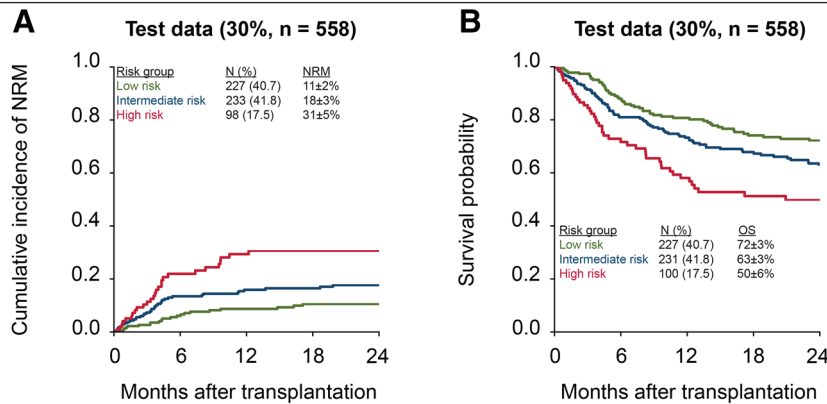 A
Test data (30%, n = 558)
Cumulative incidence of NRM
1.0
0.8
0.6
0.4
0.2
0.0
Risk group N (%) NRM
Low risk 227 (40.7) 11±2%
Intermediate risk 233 (41.8) 18±3%
High risk 98 (17.5) 31±5%
0 6 12 18 24
Months after transplantation
B
Test data (30%, n = 558)
Survival probability
1.0
0.8
0.6
0.4
0.2
0.0
Risk group N (%) OS
Low risk 227 (40.7) 72±3%
Intermediate risk 231 (41.8) 63±3%
High risk 100 (17.5) 50±6%
0 6 12 18 24
Months after transplantation